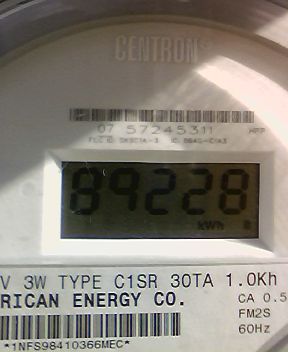 CENTRON®
07 57245311
89228
kWh
V 3W TYPE C1SR 30TA 1.0Kh
RICAN ENERGY CO.
CA 0.5
FM2S
60Hz
*1NFS98410366MEC*